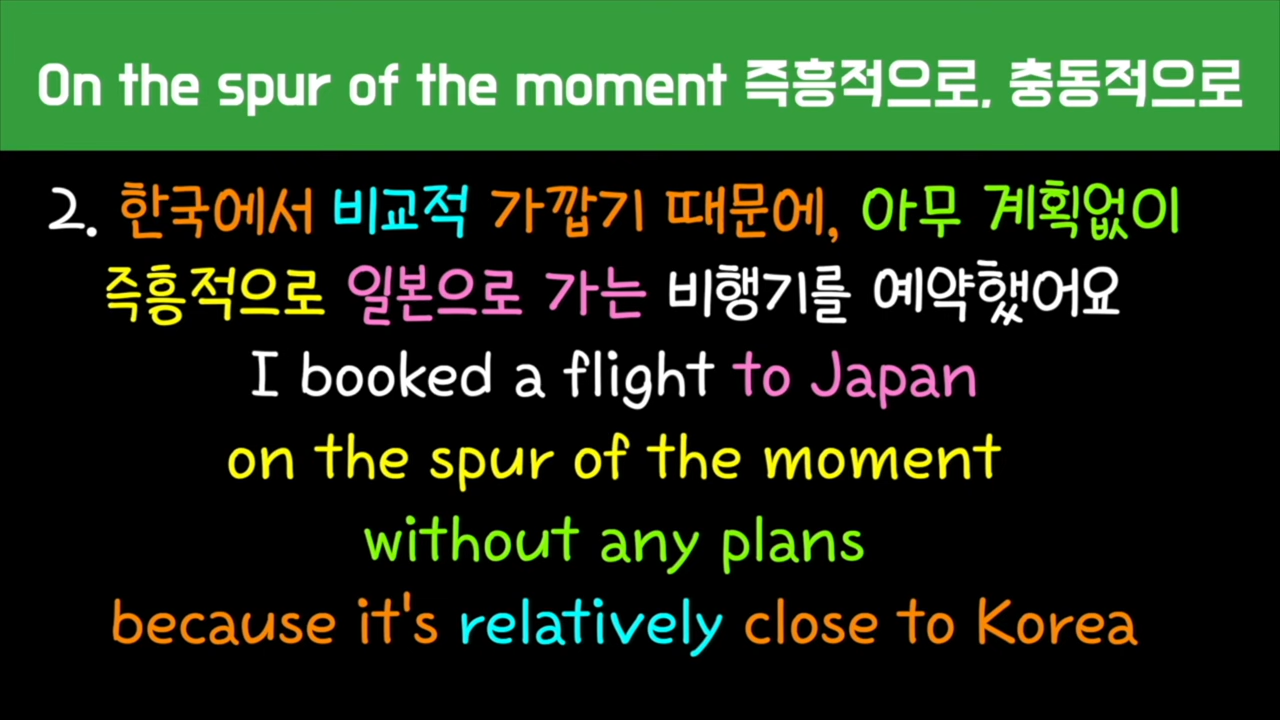 On the spur of the moment 즉흥적으로, 충동적으로
2. 한국에서 비교적 가깝기 때문에, 아무 계획없이
즉흥적으로 일본으로 가는 비행기를 예약했어요
I booked a flight to Japan
on the spur of the moment
without any plans
because it's relatively close to Korea